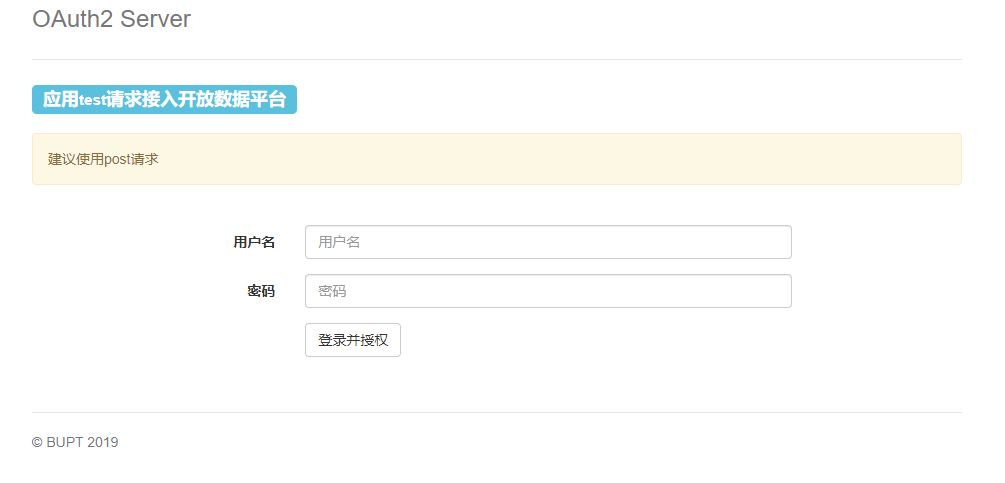 OAuth2 Server
应用test请求接入开放数据平台
建议使用post请求
用户名 用户名
密码 密码
登录并授权
© BUPT 2019